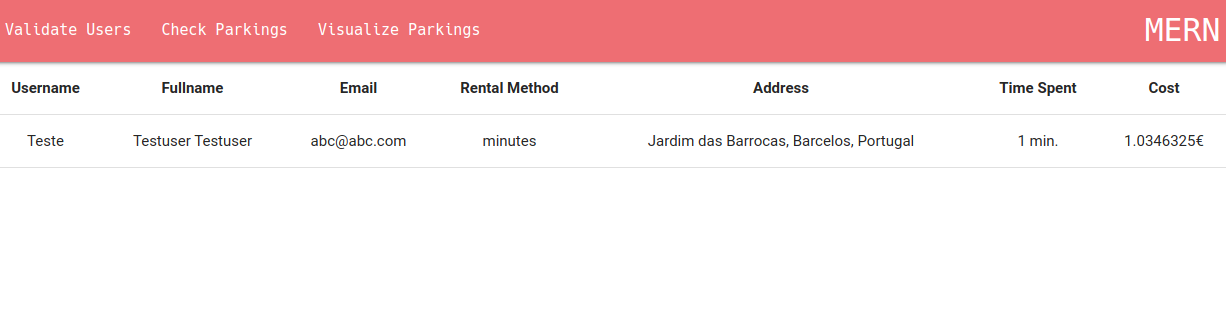 Validate Users Check Parkings Visualize Parkings MERN
Username Fullname Email Rental Method Address Time Spent Cost
Teste Testuser Testuser abc@abc.com minutes Jardim das Barrocas, Barcelos, Portugal 1 min. 1.0346325€